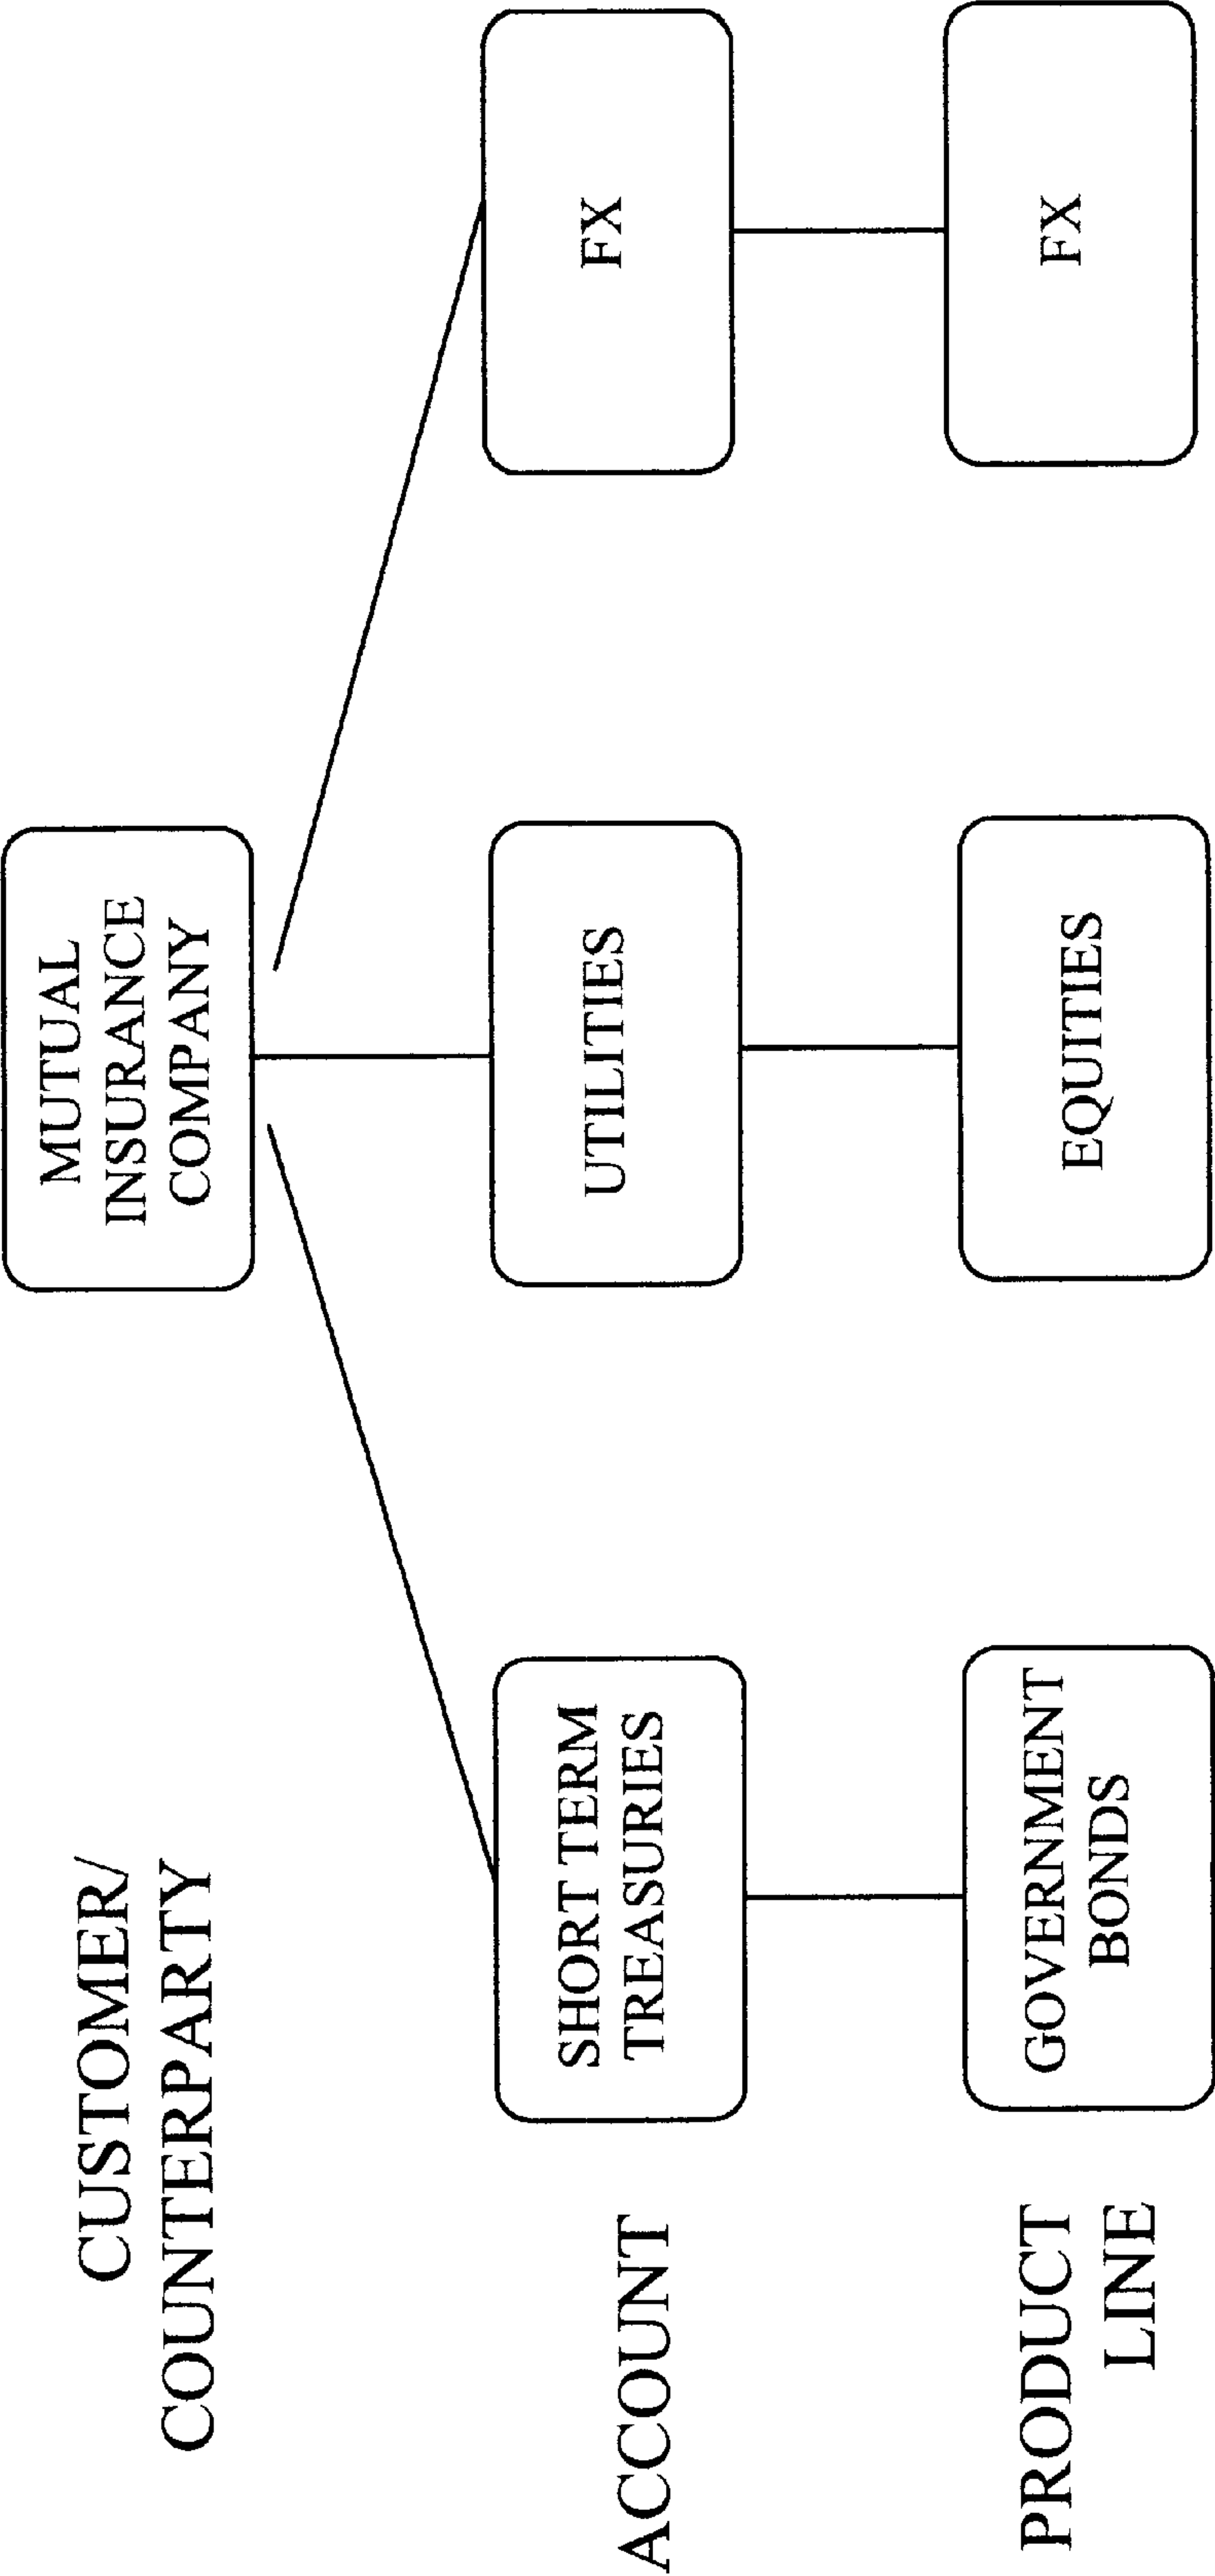 CUSTOMER/
COUNTERPARTY
MUTUAL
INSURANCE
COMPANY
ACCOUNT
SHORT TERM
TREASURIES
UTILITIES
FX
PRODUCT
LINE
GOVERNMENT
BONDS
EQUITIES
FX